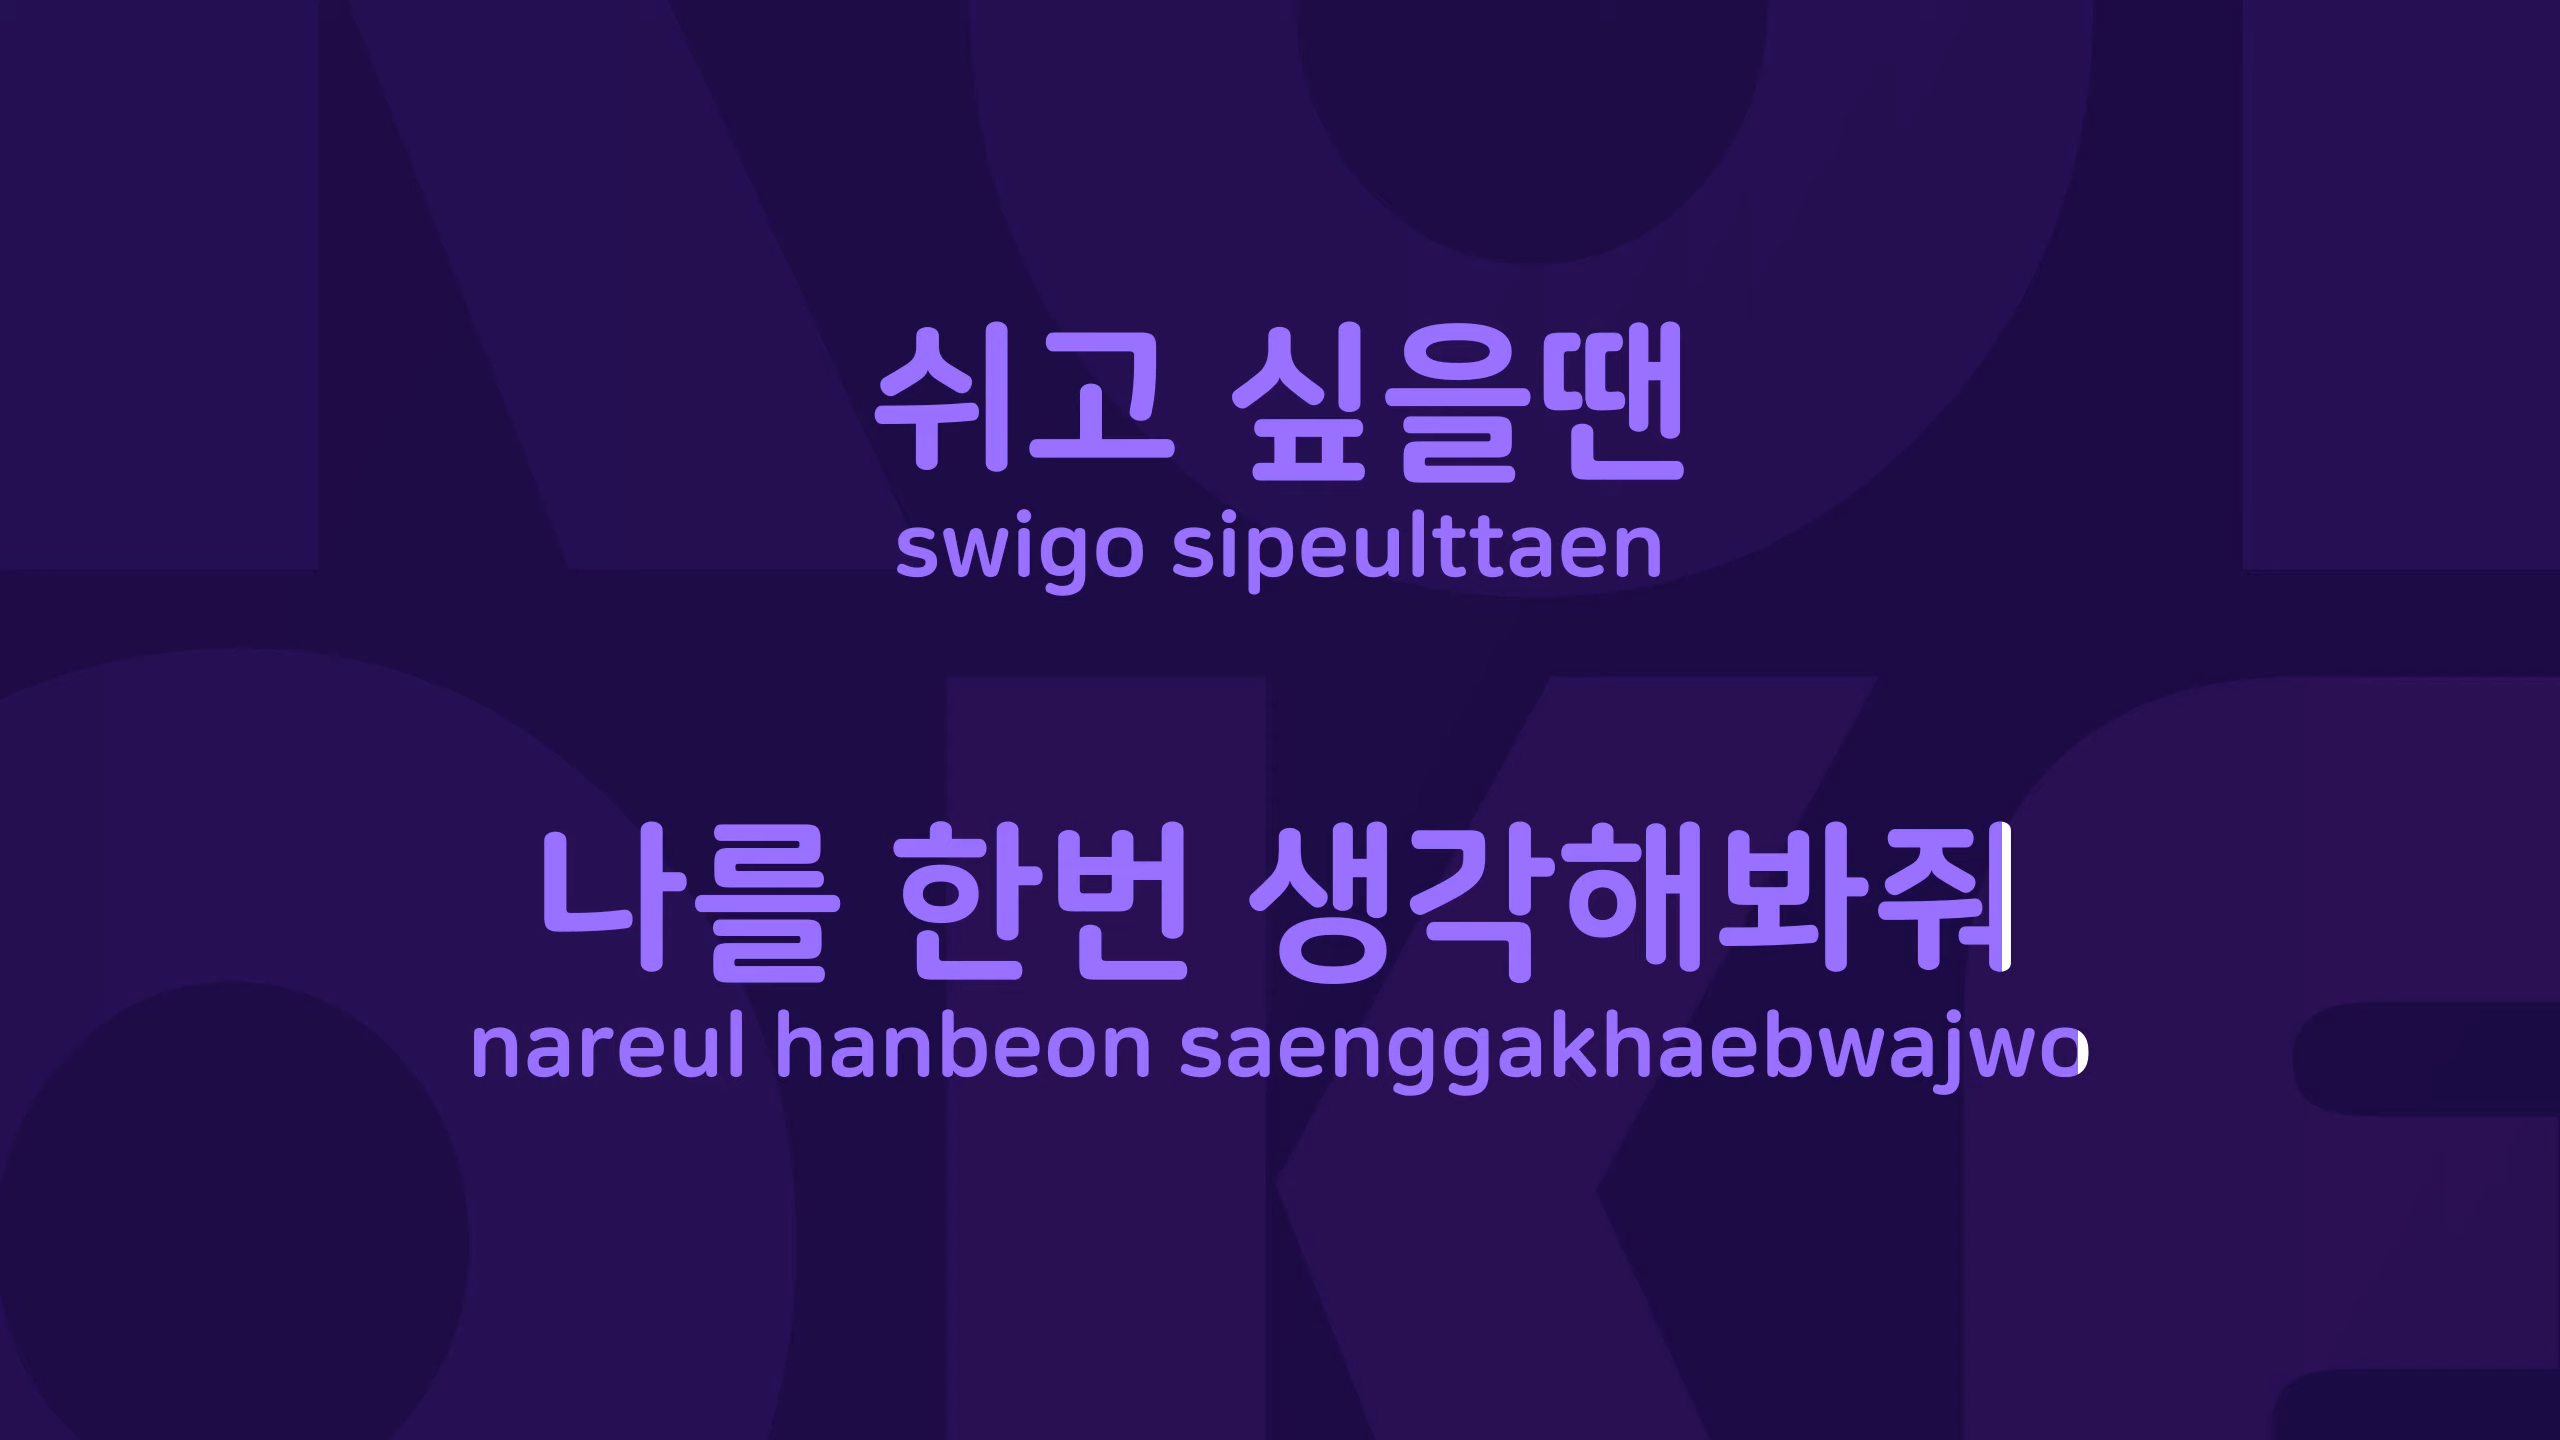 쉬고 싶을땐
swigo sipeulttaen
나를 한번 생각해봐줘
nareul hanbeon saenggakhaebwajwo